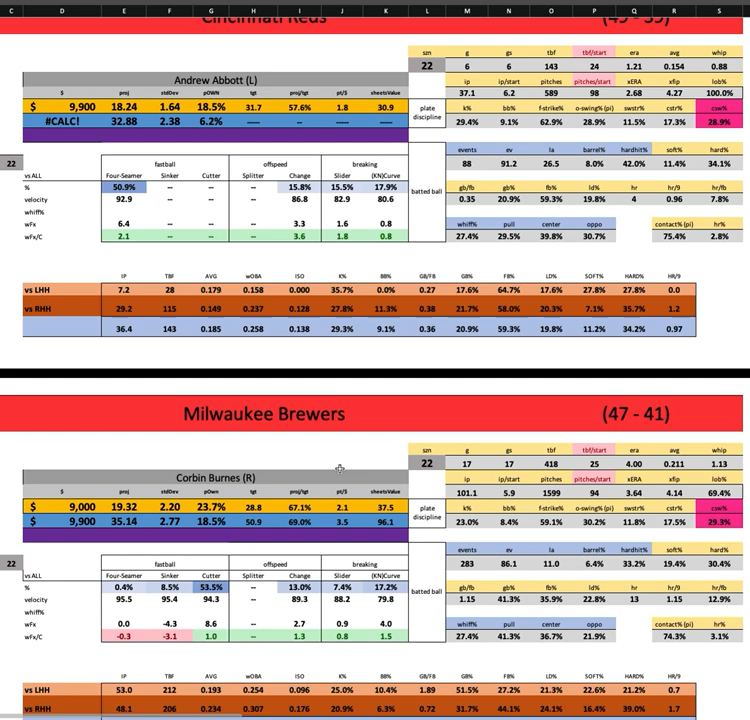 C D E F G H I J K L M N O P Q R S
Cincinnati Reds (49 - 39)
szn g gs tbf tbf/start era avg whip
22 6 6 143 24 1.21 0.154 0.88
Andrew Abbott (L) ip ip/start pitches pitches/start xERA xfip lob%
$ proj stdDev pOWN tgt proj/tgt pt/$ sheetsValue 37.1 6.2 589 98 2.68 4.27 100.0%
$ 9,900 18.24 1.64 18.5% 31.7 57.6% 1.8 30.9 plate discipline k% bb% f-strike% o-swing% (pi) swstr% cstr% csw%
#CALC! 32.88 2.38 6.2% ---- ---- -- ---- 29.4% 9.1% 62.9% 28.9% 11.5% 17.3% 28.9%
events ev la barrel% hardhit% soft% hard%
22 fastball offspeed breaking 88 91.2 26.5 8.0% 42.0% 11.4% 34.1%
vs ALL Four-Seamer Sinker Cutter Splitter Change Slider (KN)Curve
% 50.9% -- -- -- 15.8% 15.5% 17.9% batted ball gb/fb gb% fb% ld% hr hr/9 hr/fb
velocity 92.9 -- -- -- 86.8 82.9 80.6 0.35 20.9% 59.3% 19.8% 4 0.96 7.8%
whiff%
wFx 6.4 -- -- -- 3.3 1.6 0.8 whiff% pull center oppo contact% (pi) hr%
wFx/C 2.1 -- -- -- 3.6 1.8 0.8 27.4% 29.5% 39.8% 30.7% 75.4% 2.8%
IP TBF AVG wOBA ISO K% BB% GB/FB GB% FB% LD% SOFT% HARD% HR/9
vs LHH 7.2 28 0.179 0.158 0.000 35.7% 0.0% 0.27 17.6% 64.7% 17.6% 27.8% 27.8% 0.0
vs RHH 29.2 115 0.149 0.237 0.128 27.8% 11.3% 0.38 21.7% 58.0% 20.3% 7.1% 35.7% 1.2
36.4 143 0.185 0.258 0.138 29.3% 9.1% 0.36 20.9% 59.3% 19.8% 11.2% 34.2% 0.97
Milwaukee Brewers (47 - 41)
szn g gs tbf tbf/start era avg whip
22 17 17 418 25 4.00 0.211 1.13
Corbin Burnes (R) ip ip/start pitches pitches/start xERA xfip lob%
$ proj stdDev pOwn tgt proj/tgt pt/$ sheetsValue 101.1 5.9 1599 94 3.64 4.14 69.4%
$ 9,000 19.32 2.20 23.7% 28.8 67.1% 2.1 37.5 plate discipline k% bb% f-strike% o-swing% (pi) swstr% cstr% csw%
$ 9,900 35.14 2.77 18.5% 50.9 69.0% 3.5 96.1 23.0% 8.4% 59.1% 30.2% 11.8% 17.5% 29.3%
events ev la barrel% hardhit% soft% hard%
22 fastball offspeed breaking 283 86.1 11.0 6.4% 33.2% 19.4% 30.4%
vs ALL Four-Seamer Sinker Cutter Splitter Change Slider (KN)Curve
% 0.4% 8.5% 53.5% -- 13.0% 7.4% 17.2% batted ball gb/fb gb% fb% ld% hr hr/9 hr/fb
velocity 95.5 95.4 94.3 -- 89.3 88.2 79.8 1.15 41.3% 35.9% 22.8% 13 1.15 12.9%
whiff%
wFx 0.0 -4.3 8.6 -- 2.7 0.9 4.0 whiff% pull center oppo contact% (pi) hr%
wFx/C -0.3 -3.1 1.0 -- 1.3 0.8 1.5 27.4% 41.3% 36.7% 21.9% 74.3% 3.1%
IP TBF AVG wOBA ISO K% BB% GB/FB GB% FB% LD% SOFT% HARD% HR/9
vs LHH 53.0 212 0.193 0.254 0.096 25.0% 10.4% 1.89 51.5% 27.2% 21.3% 22.6% 21.2% 0.7
vs RHH 48.1 206 0.234 0.307 0.176 20.9% 6.3% 0.72 31.7% 44.1% 24.1% 16.4% 39.0% 1.7